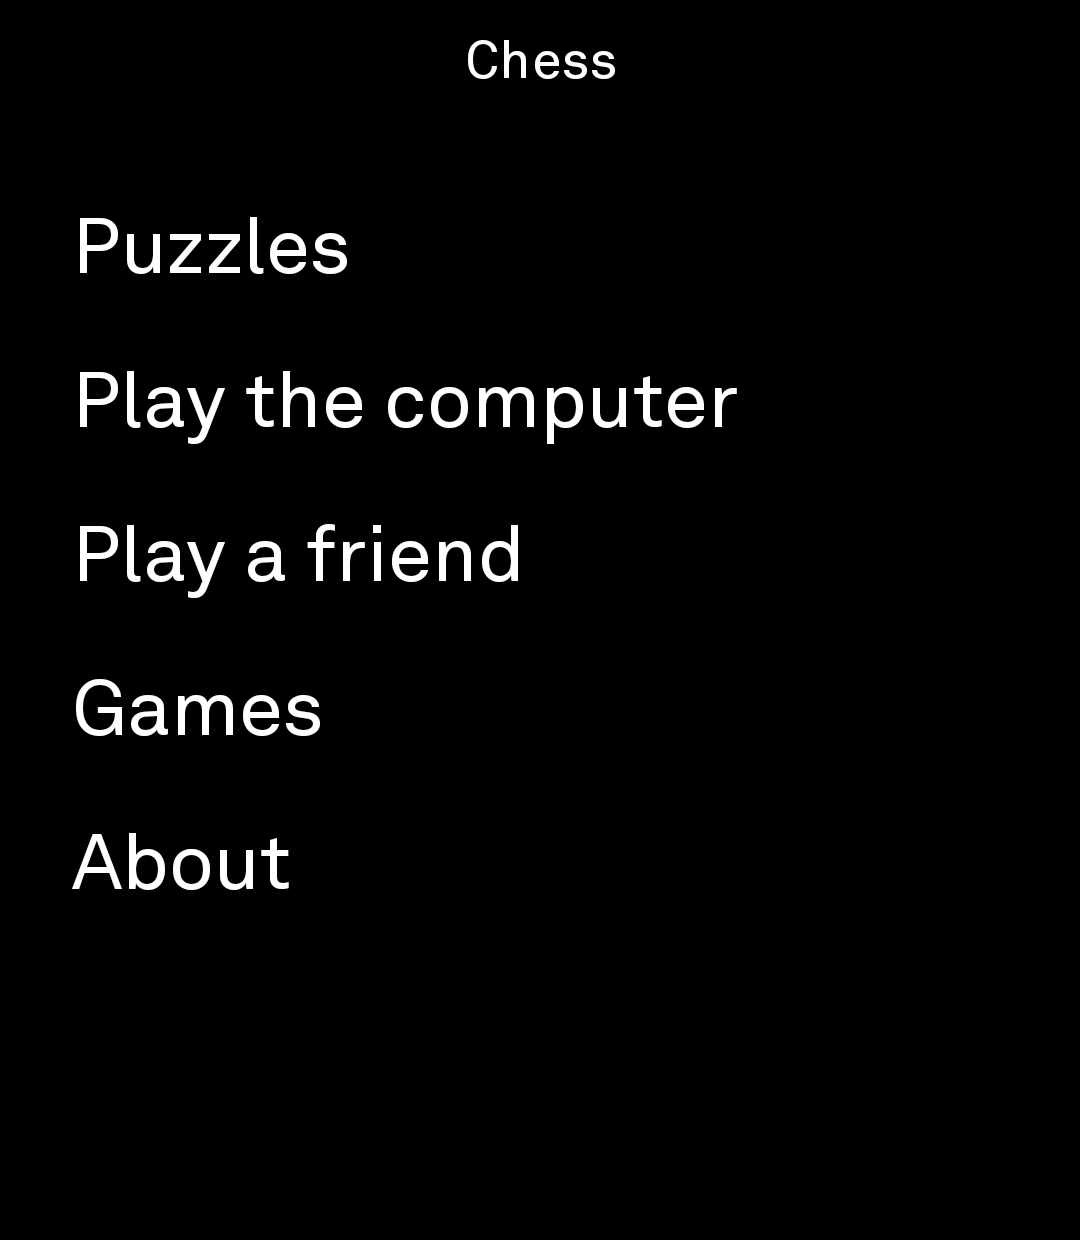 Chess
Puzzles
Play the computer
Play a friend
Games
About